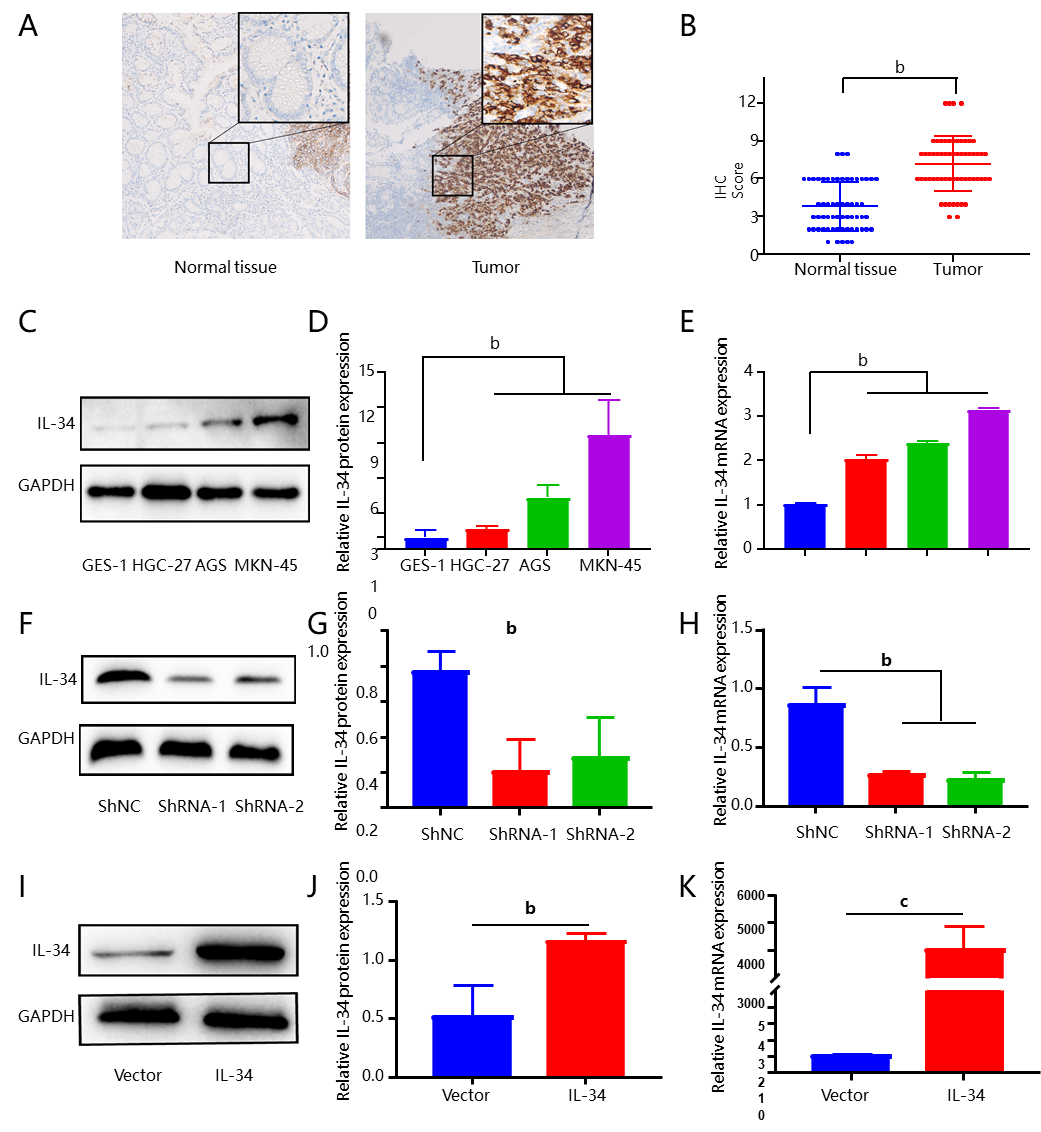 A
B
b
12
9
6
3
0
IHC
Score
Normal tissue
Tumor
Normal tissue
Tumor
C
IL-34
GAPDH
GES-1 HGC-27 AGS MKN-45
D
b
15
12
9
6
3
1
0
Relative IL-34 protein expression
GES-1 HGC-27 AGS MKN-45
E
b
4
3
2
1
0
Relative IL-34 mRNA expression
F
IL-34
GAPDH
ShNC ShRNA-1 ShRNA-2
G
b
1.0
0.8
0.6
0.4
0.2
0.0
Relative IL-34 protein expression
ShNC ShRNA-1 ShRNA-2
H
b
1.5
1.0
0.5
0.0
Relative IL-34 mRNA expression
ShNC ShRNA-1 ShRNA-2
I
IL-34
GAPDH
Vector IL-34
J
b
1.5
1.0
0.5
0.0
Relative IL-34 protein expression
Vector IL-34
K
c
6000
5000
4000
3000
5
4
3
2
1
0
Relative IL-34 mRNA expression
Vector IL-34